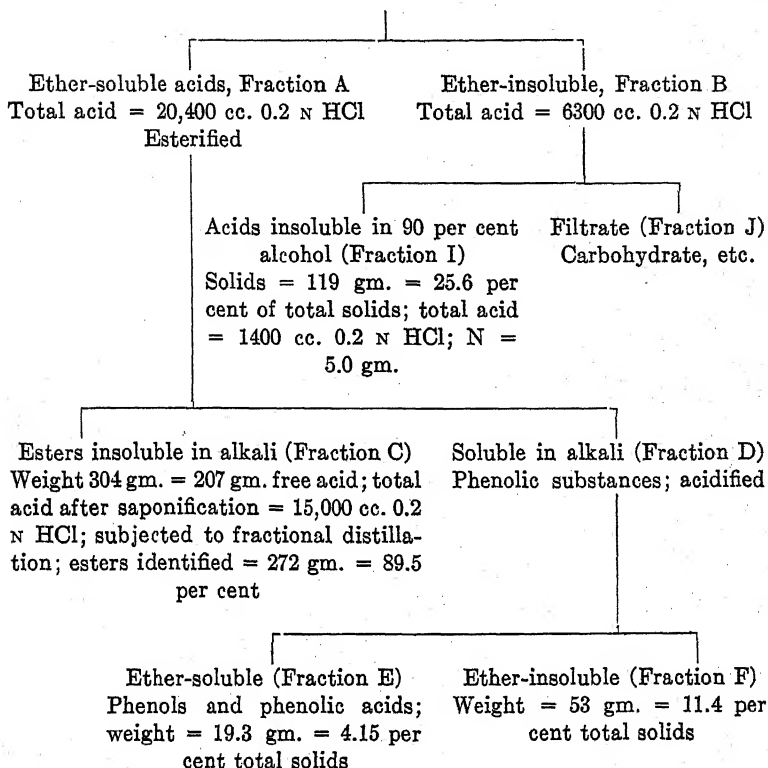 Ether-soluble acids, Fraction A
Total acid = 20,400 cc. 0.2 N HCl
Esterified
Ether-insoluble, Fraction B
Total acid = 6300 cc. 0.2 N HCl
Acids insoluble in 90 per cent
alcohol (Fraction I)
Solids = 119 gm. = 25.6 per
cent of total solids; total acid
= 1400 cc. 0.2 N HCl; N =
5.0 gm.
Filtrate (Fraction J)
Carbohydrate, etc.
Esters insoluble in alkali (Fraction C)
Weight 304 gm. = 207 gm. free acid; total
acid after saponification = 15,000 cc. 0.2
N HCl; subjected to fractional distilla-
tion; esters identified = 272 gm. = 89.5
per cent
Soluble in alkali (Fraction D)
Phenolic substances; acidified
Ether-soluble (Fraction E)
Phenols and phenolic acids;
weight = 19.3 gm. = 4.15 per
cent total solids
Ether-insoluble (Fraction F)
Weight = 53 gm. = 11.4 per
cent total solids